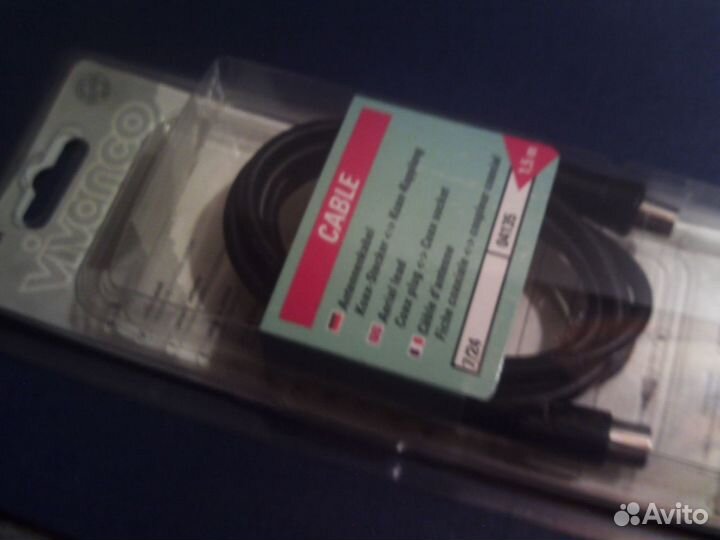 vivanco
CABLE
1,5 m
Antennenkabel
Koax-Stecker <-> Koax-Kupplung
Aerial lead
Coax plug <-> Coax socket
Câble d'antenne
Fiche coaxiale <-> coupleur coaxial
7/24
04135
Avito